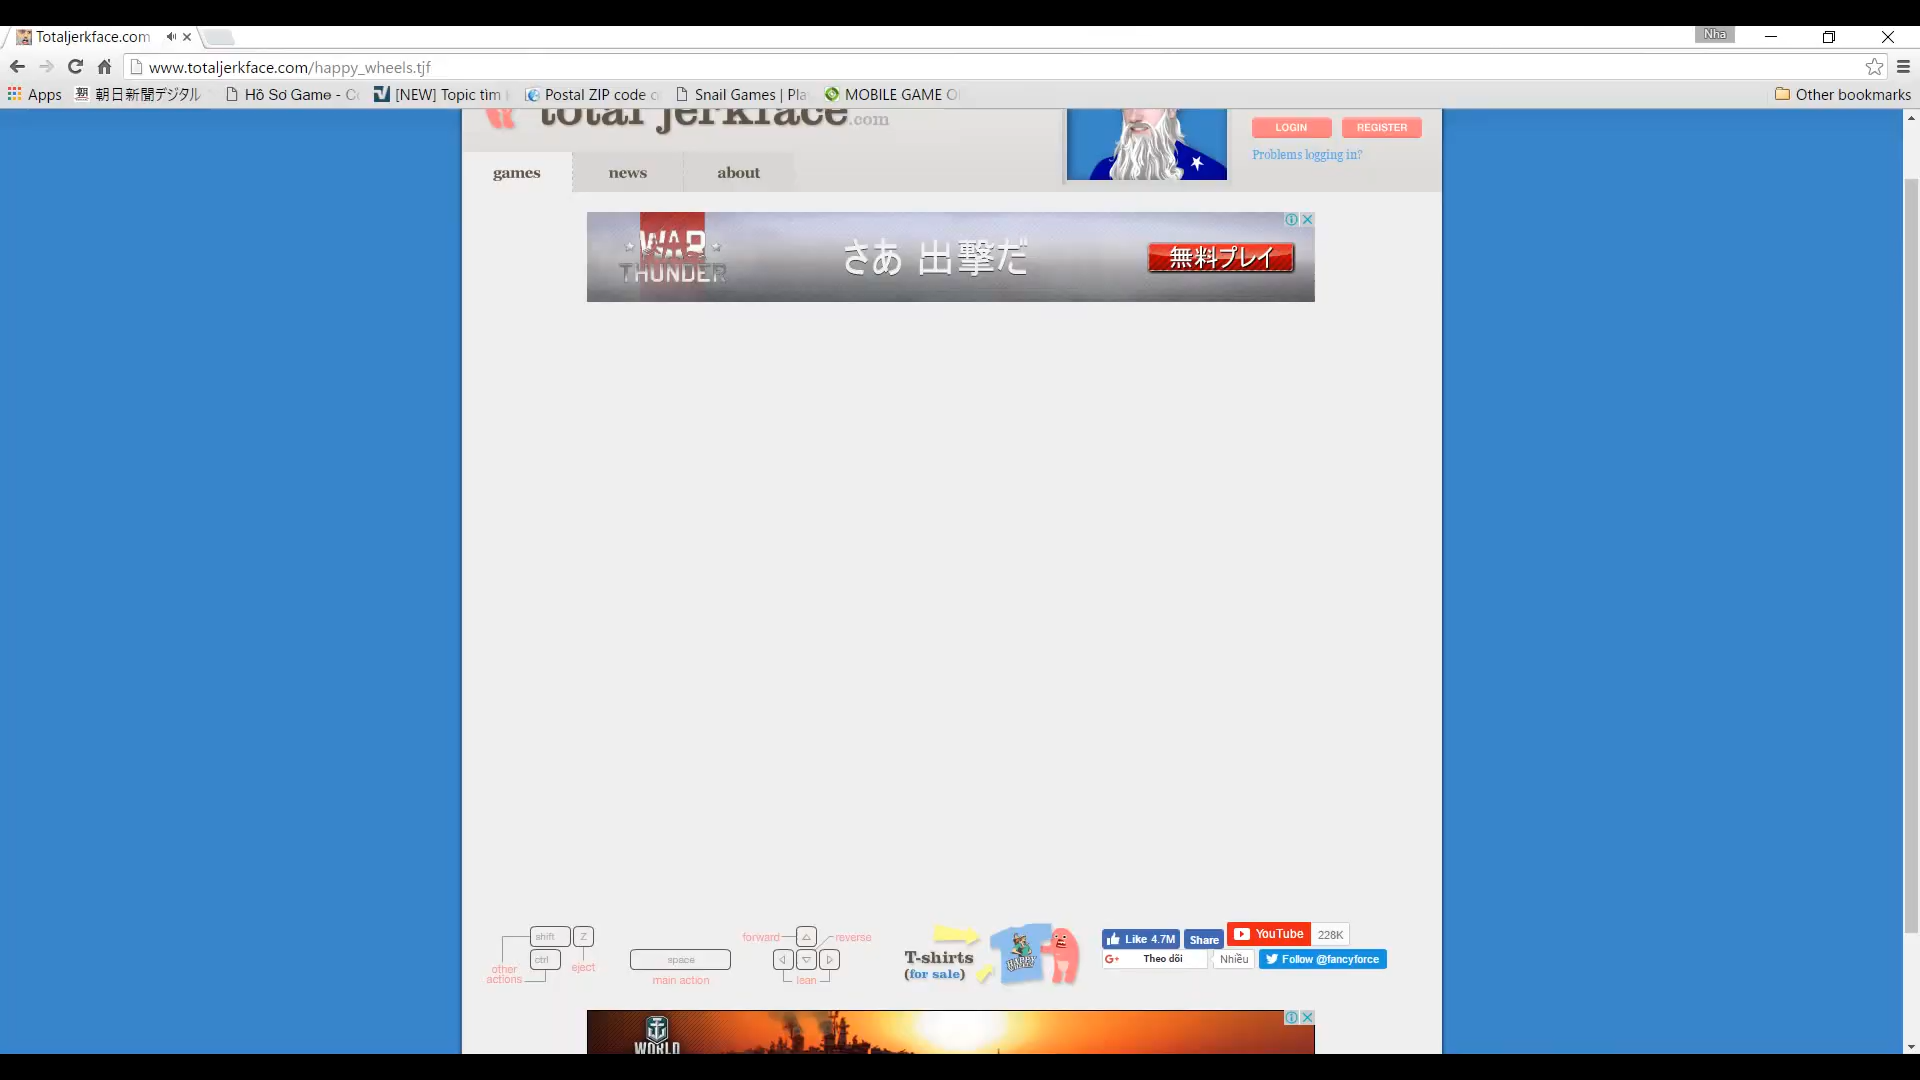 Totaljerkface.com
Nha
www.totaljerkface.com/happy_wheels.tjf
Apps
朝日新聞デジタル
Hồ Sơ Game - C
[NEW] Topic tìm
Postal ZIP code
Snail Games | Pla
MOBILE GAME O
Other bookmarks
total jerkface.com
LOGIN
REGISTER
Problems logging in?
games
news
about
WAR
THUNDER
さあ 出撃だ
無料プレイ
shift
Z
ctrl
other
actions
eject
space
main action
forward
reverse
lean
T-shirts
(for sale)
HAPPY
WHEELS
Like 4.7M
Share
YouTube
228K
G+
Theo dõi
Nhiều
Follow @fancyforce
WORLD